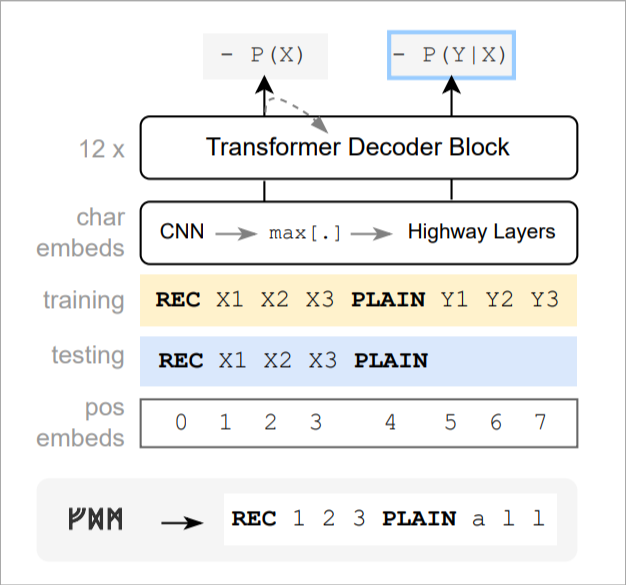 - P(X) - P(Y|X)
12 x Transformer Decoder Block
char embeds CNN max[.] Highway Layers
training REC X1 X2 X3 PLAIN Y1 Y2 Y3
testing REC X1 X2 X3 PLAIN
pos embeds 0 1 2 3 4 5 6 7
ᚠᛞᛗ REC 1 2 3 PLAIN a l l